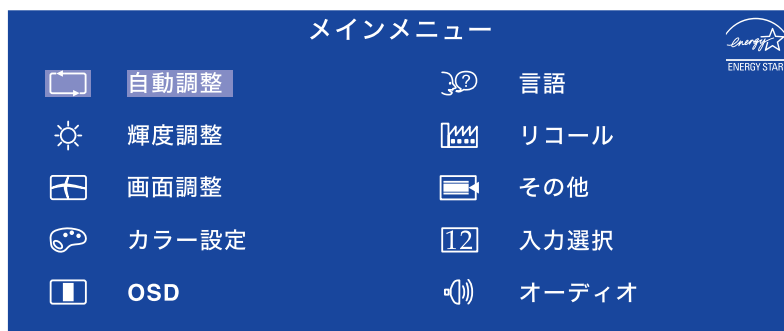 メインメニュー
energy
ENERGY STAR
自動調整
言語
輝度調整
リコール
画面調整
その他
カラー設定
12 入力選択
OSD
オーディオ